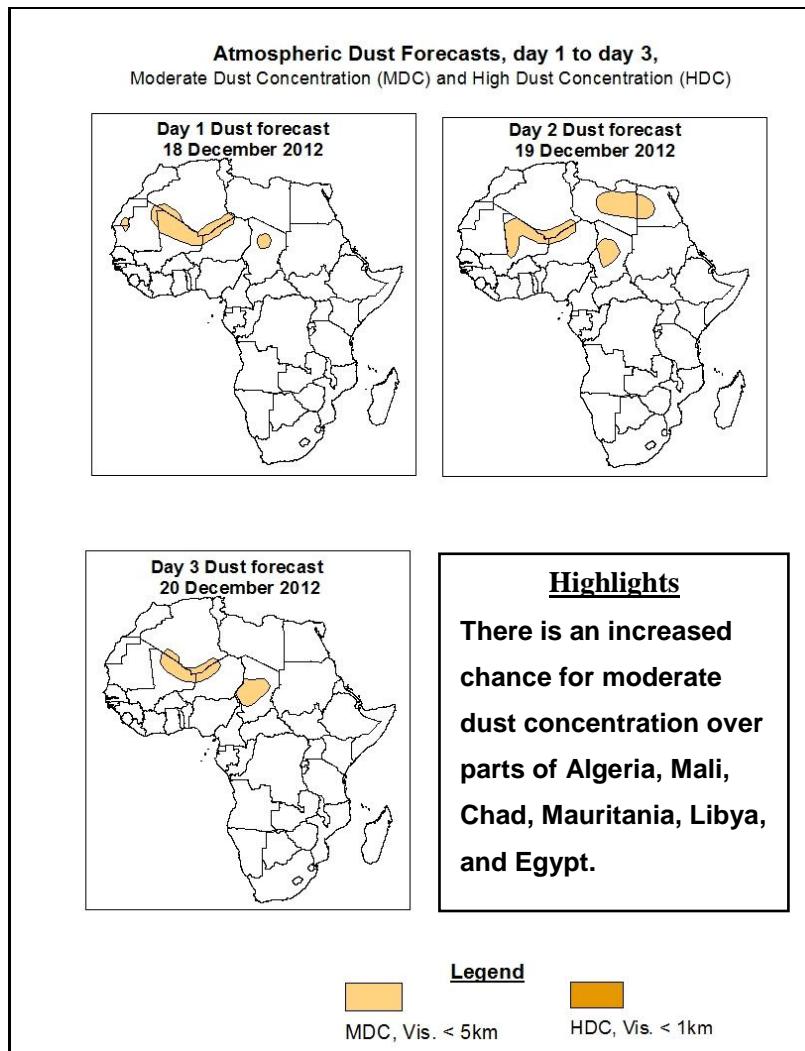 Atmospheric Dust Forecasts, day 1 to day 3,
Moderate Dust Concentration (MDC) and High Dust Concentration (HDC)
Day 1 Dust forecast
18 December 2012
Day 2 Dust forecast
19 December 2012
Day 3 Dust forecast
20 December 2012
Highlights
There is an increased
chance for moderate
dust concentration over
parts of Algeria, Mali,
Chad, Mauritania, Libya,
and Egypt.
Legend
MDC, Vis. < 5km
HDC, Vis. < 1km